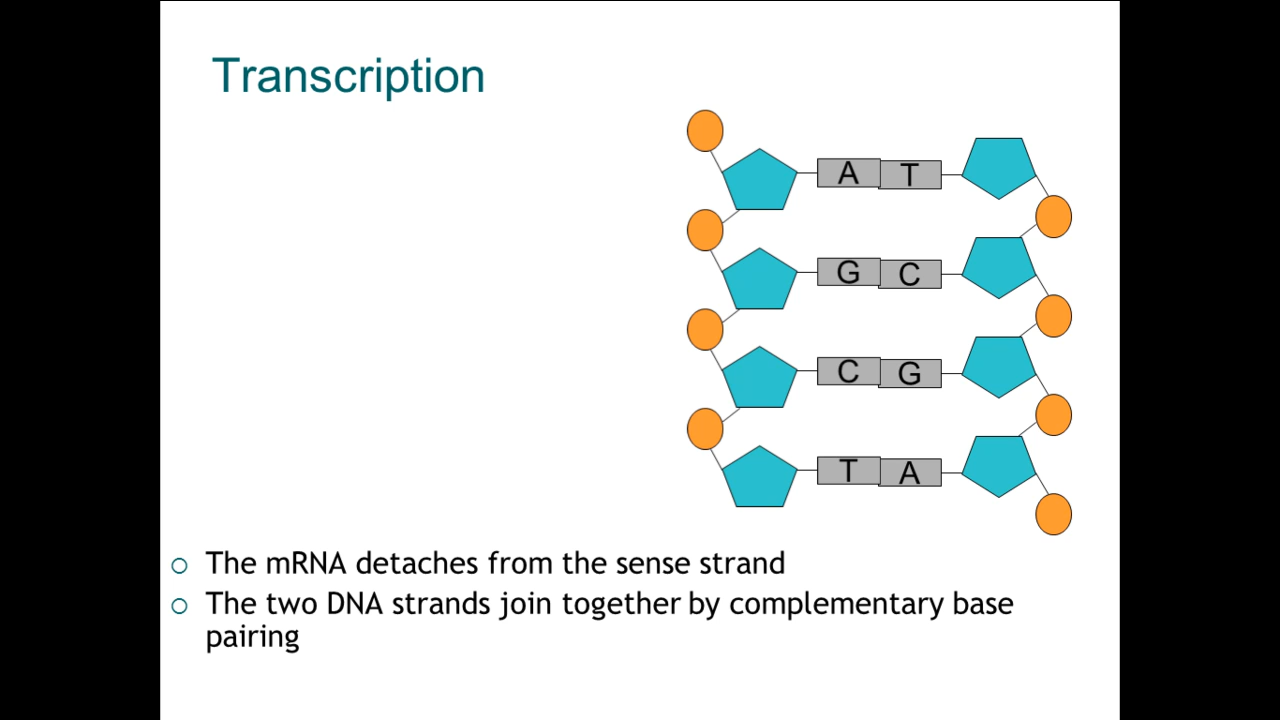 Transcription
A T
G C
C G
T A
The mRNA detaches from the sense strand
The two DNA strands join together by complementary base
pairing